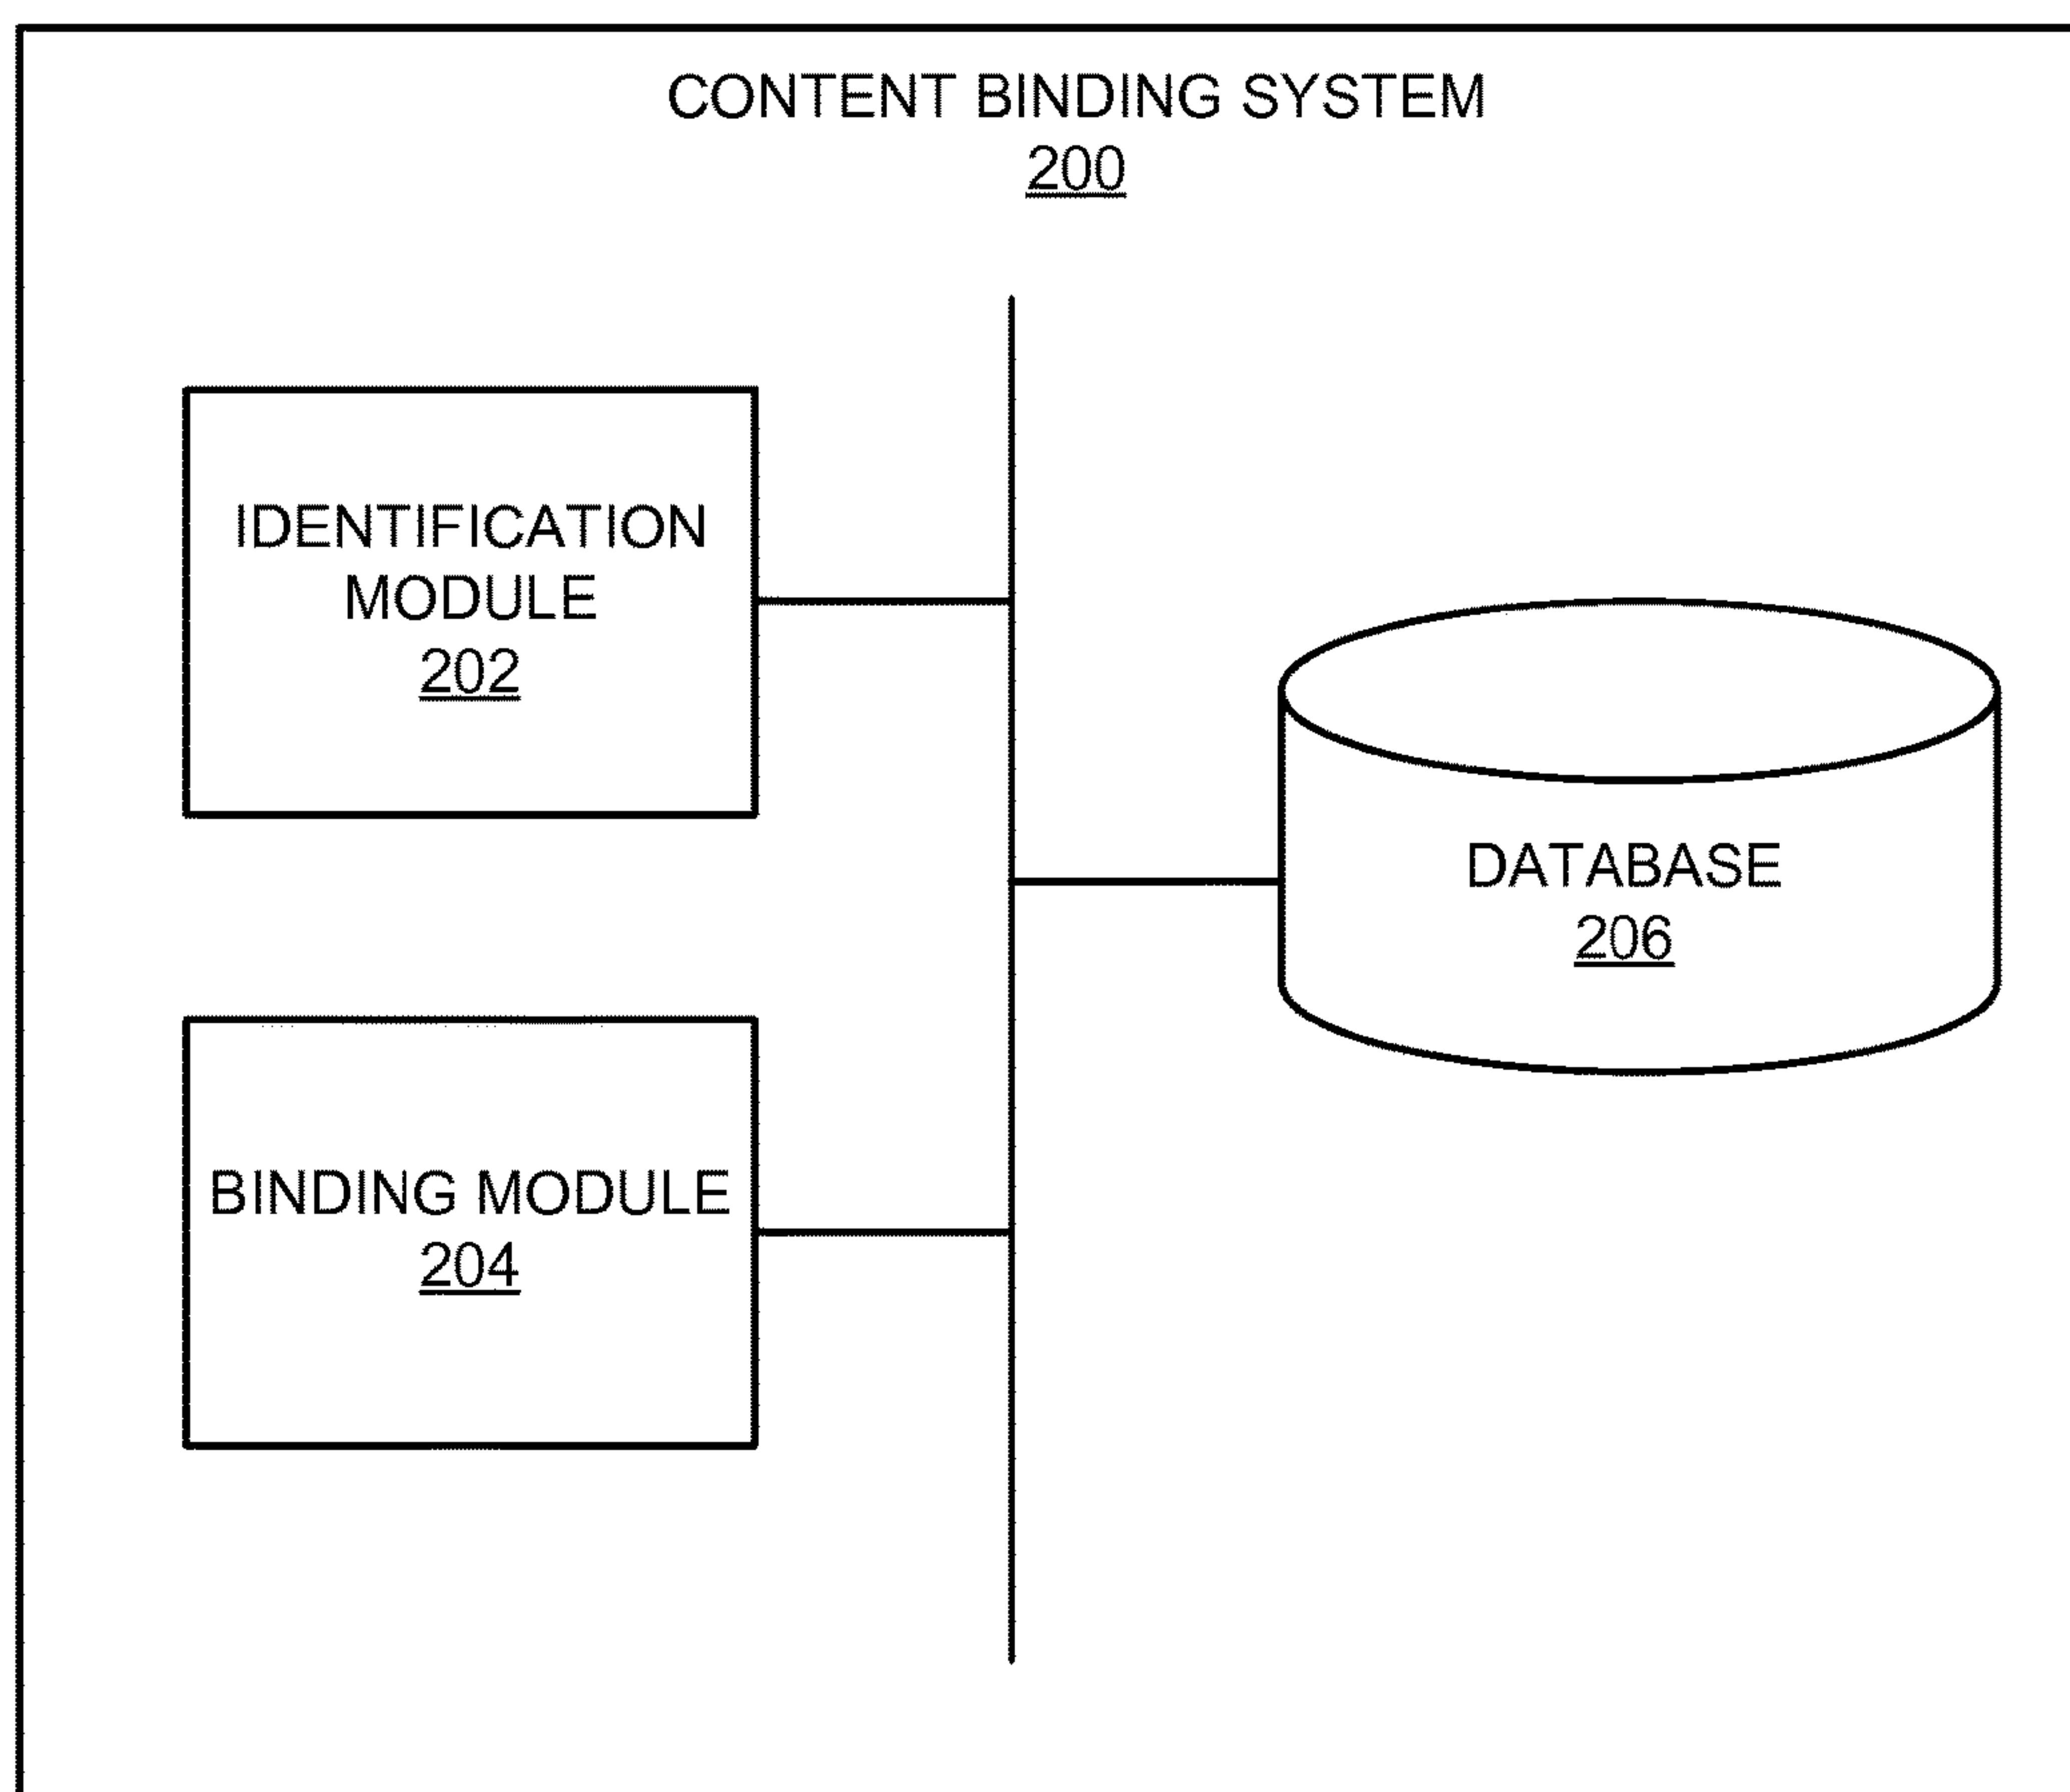 CONTENT BINDING SYSTEM
200
IDENTIFICATION
MODULE
202
DATABASE
206
BINDING MODULE
204